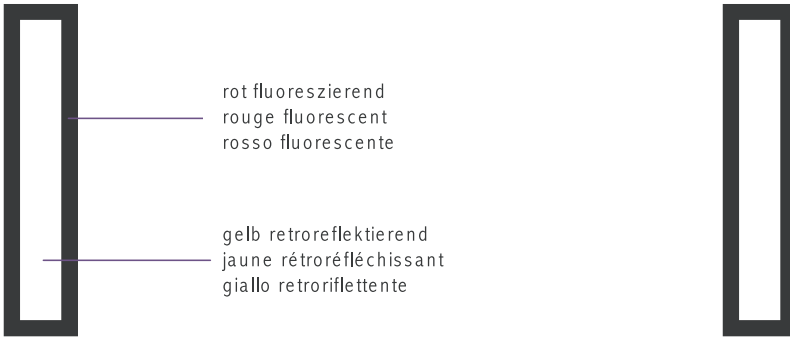 rot fluoreszierend
rouge fluorescent
rosso fluorescente
gelb retroreflektierend
jaune rétroréfléchissant
giallo retroriflettente